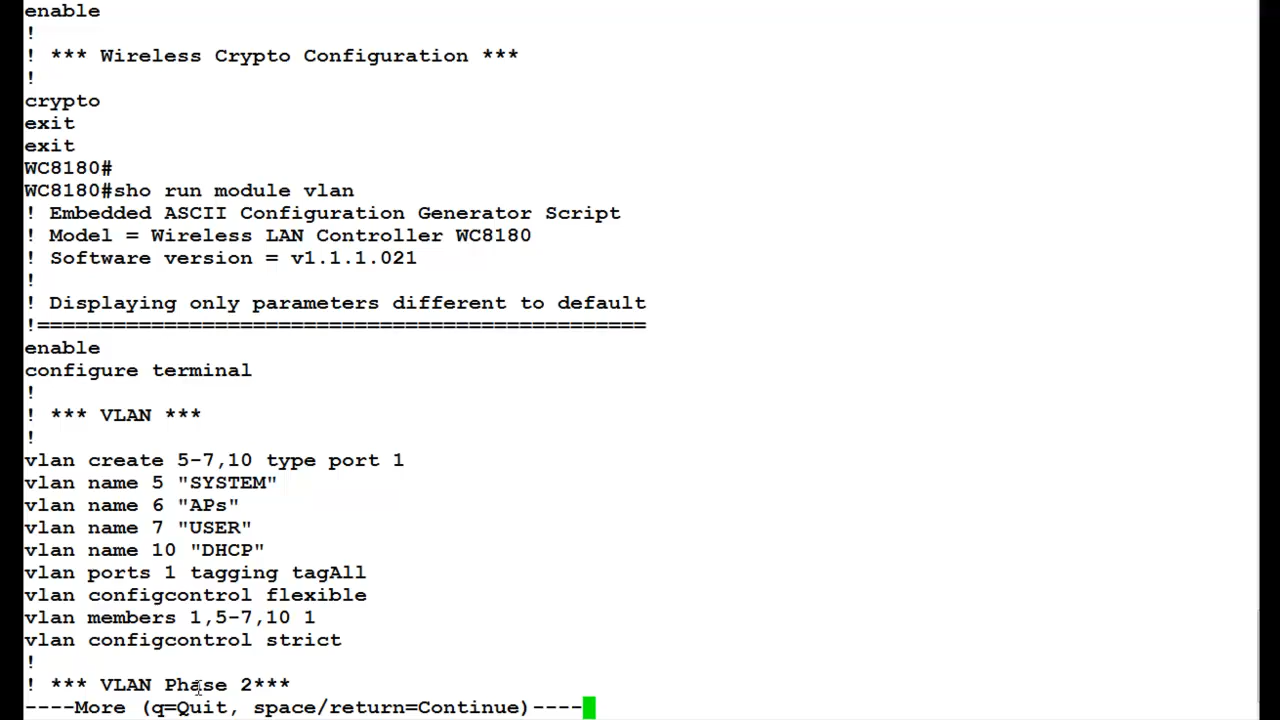 enable
!
! *** Wireless Crypto Configuration ***
!
crypto
exit
exit
WC8180#
WC8180#sho run module vlan
! Embedded ASCII Configuration Generator Script
! Model = Wireless LAN Controller WC8180
! Software version = v1.1.1.021
!
! Displaying only parameters different to default
!================================================
enable
configure terminal
!
! *** VLAN ***
!
vlan create 5-7,10 type port 1
vlan name 5 "SYSTEM"
vlan name 6 "APs"
vlan name 7 "USER"
vlan name 10 "DHCP"
vlan ports 1 tagging tagAll
vlan configcontrol flexible
vlan members 1,5-7,10 1
vlan configcontrol strict
!
! *** VLAN Phase 2***
----More (q=Quit, space/return=Continue)----